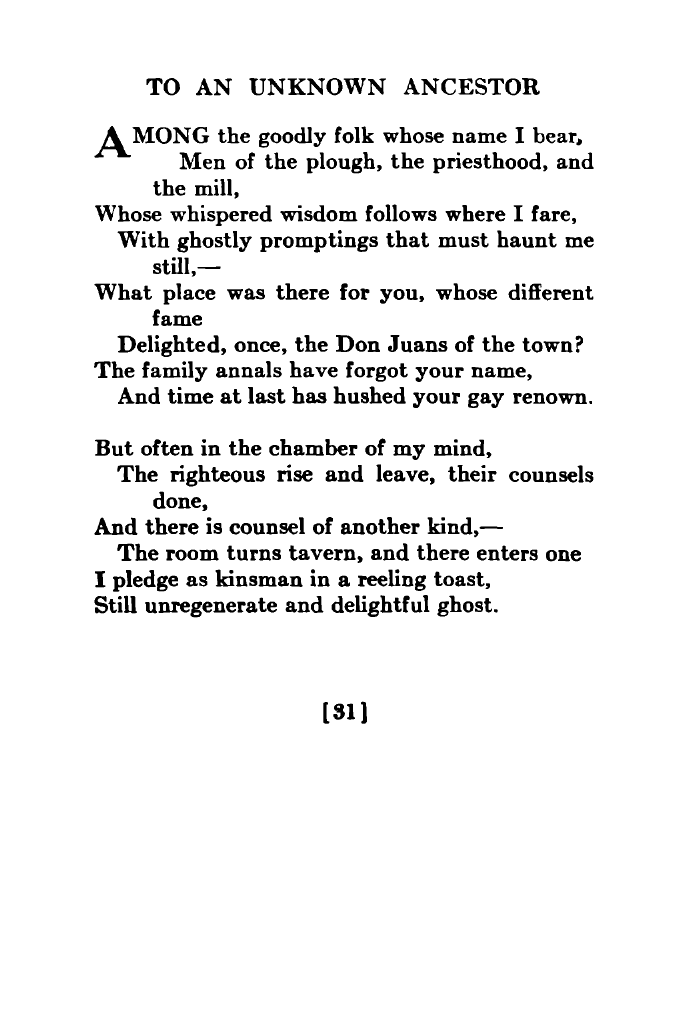 TO AN UNKNOWN ANCESTOR
AMONG the goodly folk whose name I bear,
Men of the plough, the priesthood, and
the mill,
Whose whispered wisdom follows where I fare,
With ghostly promptings that must haunt me
still,—
What place was there for you, whose different
fame
Delighted, once, the Don Juans of the town?
The family annals have forgot your name,
And time at last has hushed your gay renown.

But often in the chamber of my mind,
The righteous rise and leave, their counsels
done,
And there is counsel of another kind,—
The room turns tavern, and there enters one
I pledge as kinsman in a reeling toast,
Still unregenerate and delightful ghost.

[31]